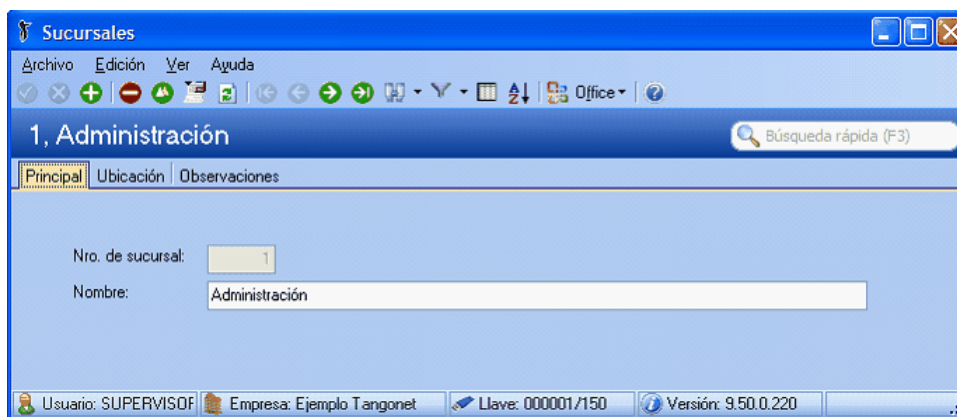 Sucursales
Archivo Edición Ver Ayuda
Office
1, Administración
Búsqueda rápida (F3)
Principal Ubicación Observaciones
Nro. de sucursal: 1
Nombre: Administración
Usuario: SUPERVISOR Empresa: Ejemplo Tangonet Llave: 000001/150 Versión: 9.50.0.220